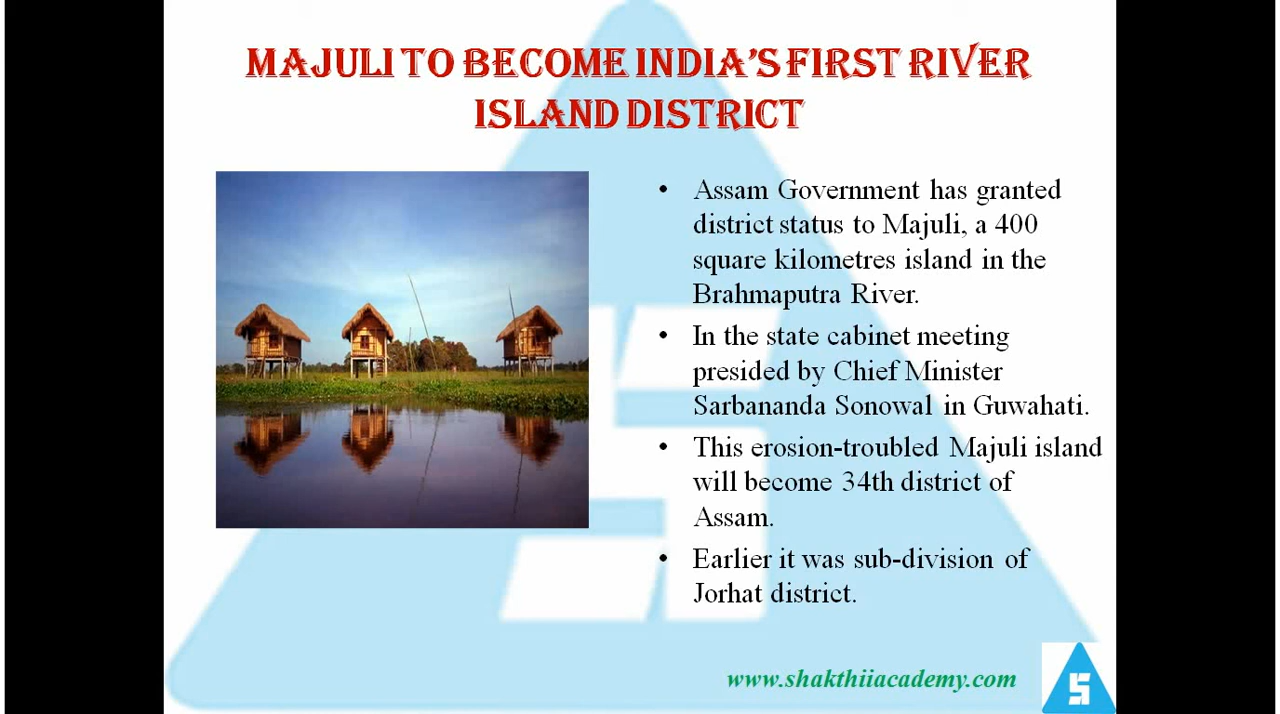 MAJULI TO BECOME INDIA'S FIRST RIVER
ISLAND DISTRICT
• Assam Government has granted
district status to Majuli, a 400
square kilometres island in the
Brahmaputra River.
• In the state cabinet meeting
presided by Chief Minister
Sarbananda Sonowal in Guwahati.
• This erosion-troubled Majuli island
will become 34th district of
Assam.
• Earlier it was sub-division of
Jorhat district.
www.shakthiiacademy.com
S